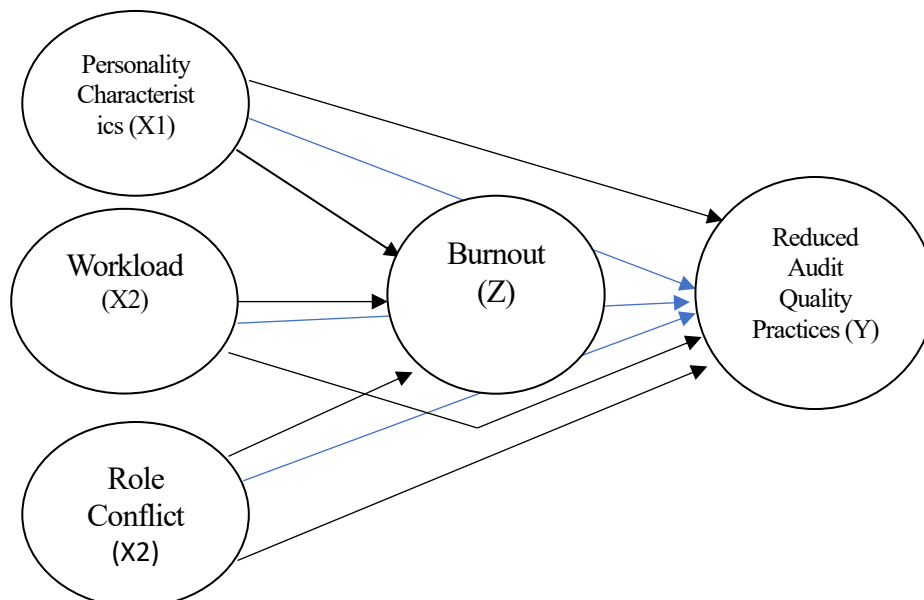 Personality
Characterist
ics (X1)
Workload
(X2)
Role
Conflict
(X2)
Burnout
(Z)
Reduced
Audit
Quality
Practices (Y)